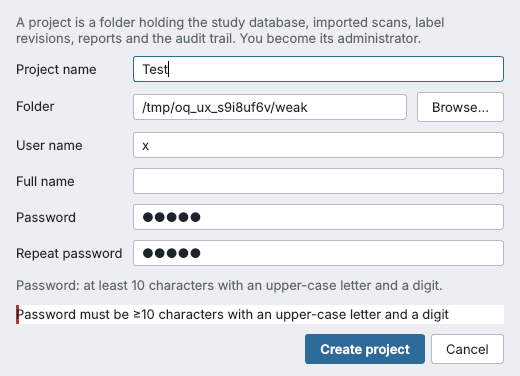 A project is a folder holding the study database, imported scans, label
revisions, reports and the audit trail. You become its administrator.
Project name Test
Folder /tmp/oq_ux_s9i8uf6v/weak Browse...
User name x
Full name
Password ●●●●●
Repeat password ●●●●●
Password: at least 10 characters with an upper-case letter and a digit.
Password must be ≥10 characters with an upper-case letter and a digit
Create project Cancel